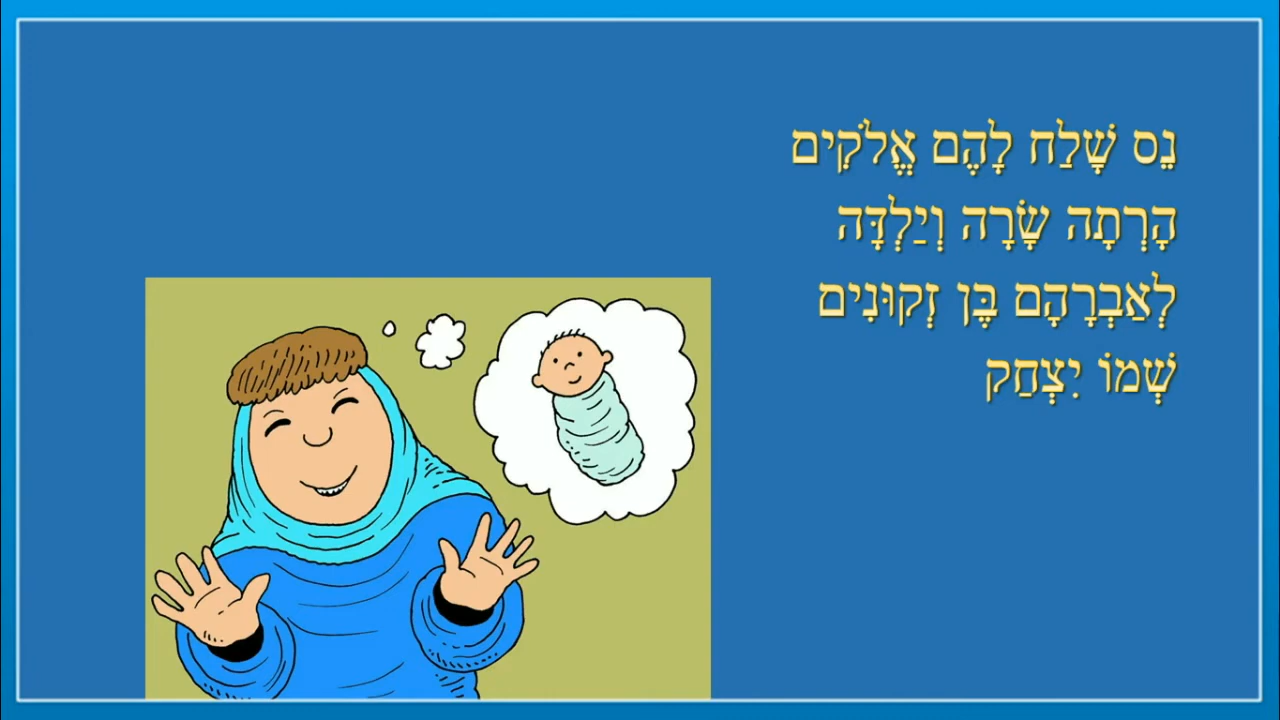 נֵס שָׁלַח לָהֶם אֱלֹקִים
הָרְתָה שָׂרָה וְיַלְדָּה
לְאַבְרָהָם בֶּן זְקוּנִים
שְׁמוֹ יִצְחַק